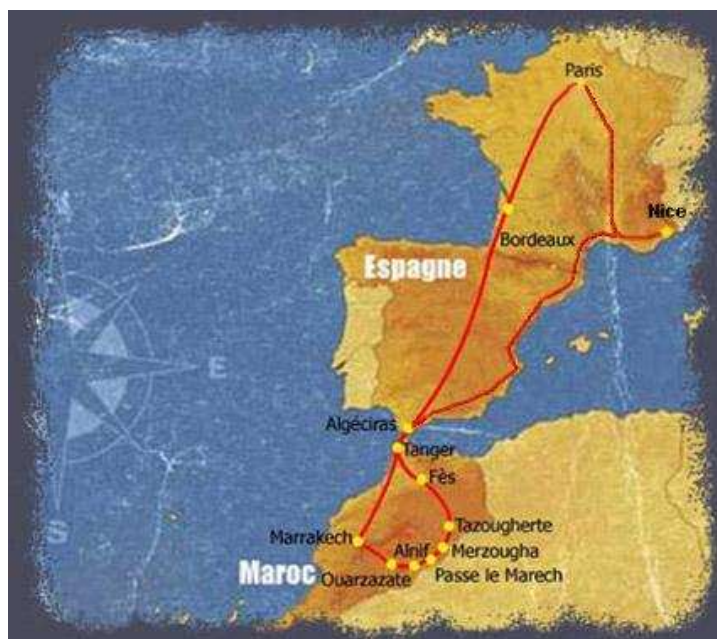 Paris
Nice
Bordeaux
Espagne
E
S
Algéciras
Tanger
Fès
Tazougherte
Marrakech
Alnif
Merzougha
Maroc
Ouarzazate
Passe le Marech